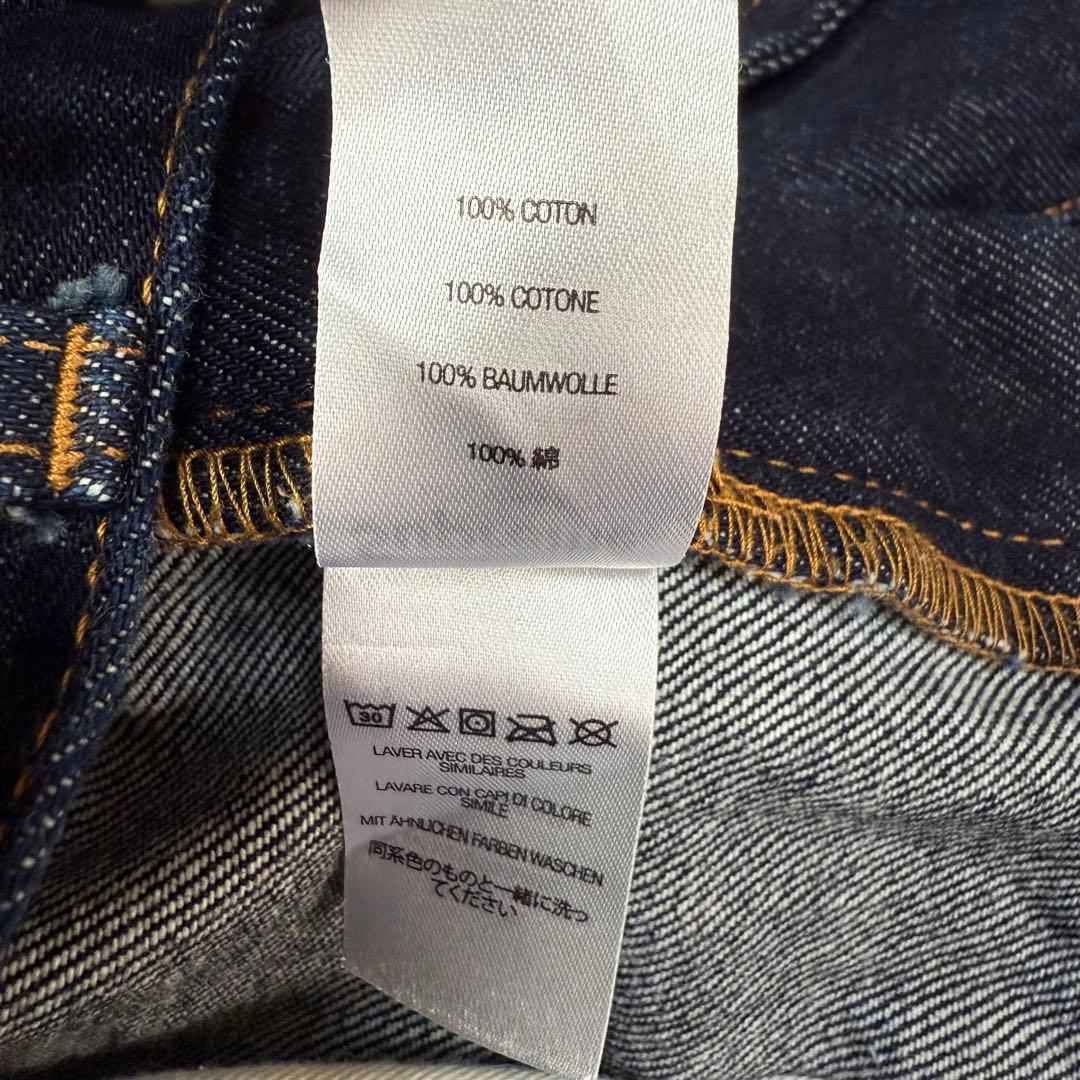 100% COTON
100% COTONE
100% BAUMWOLLE
100% 綿
30
LAVER AVEC DES COULEURS
SIMILAIRES
LAVARE CON CAPI DI COLORE
SIMILE
MIT ÄHNLICHEN FARBEN WASCHEN
同系色のものと一緒に洗っ
てください